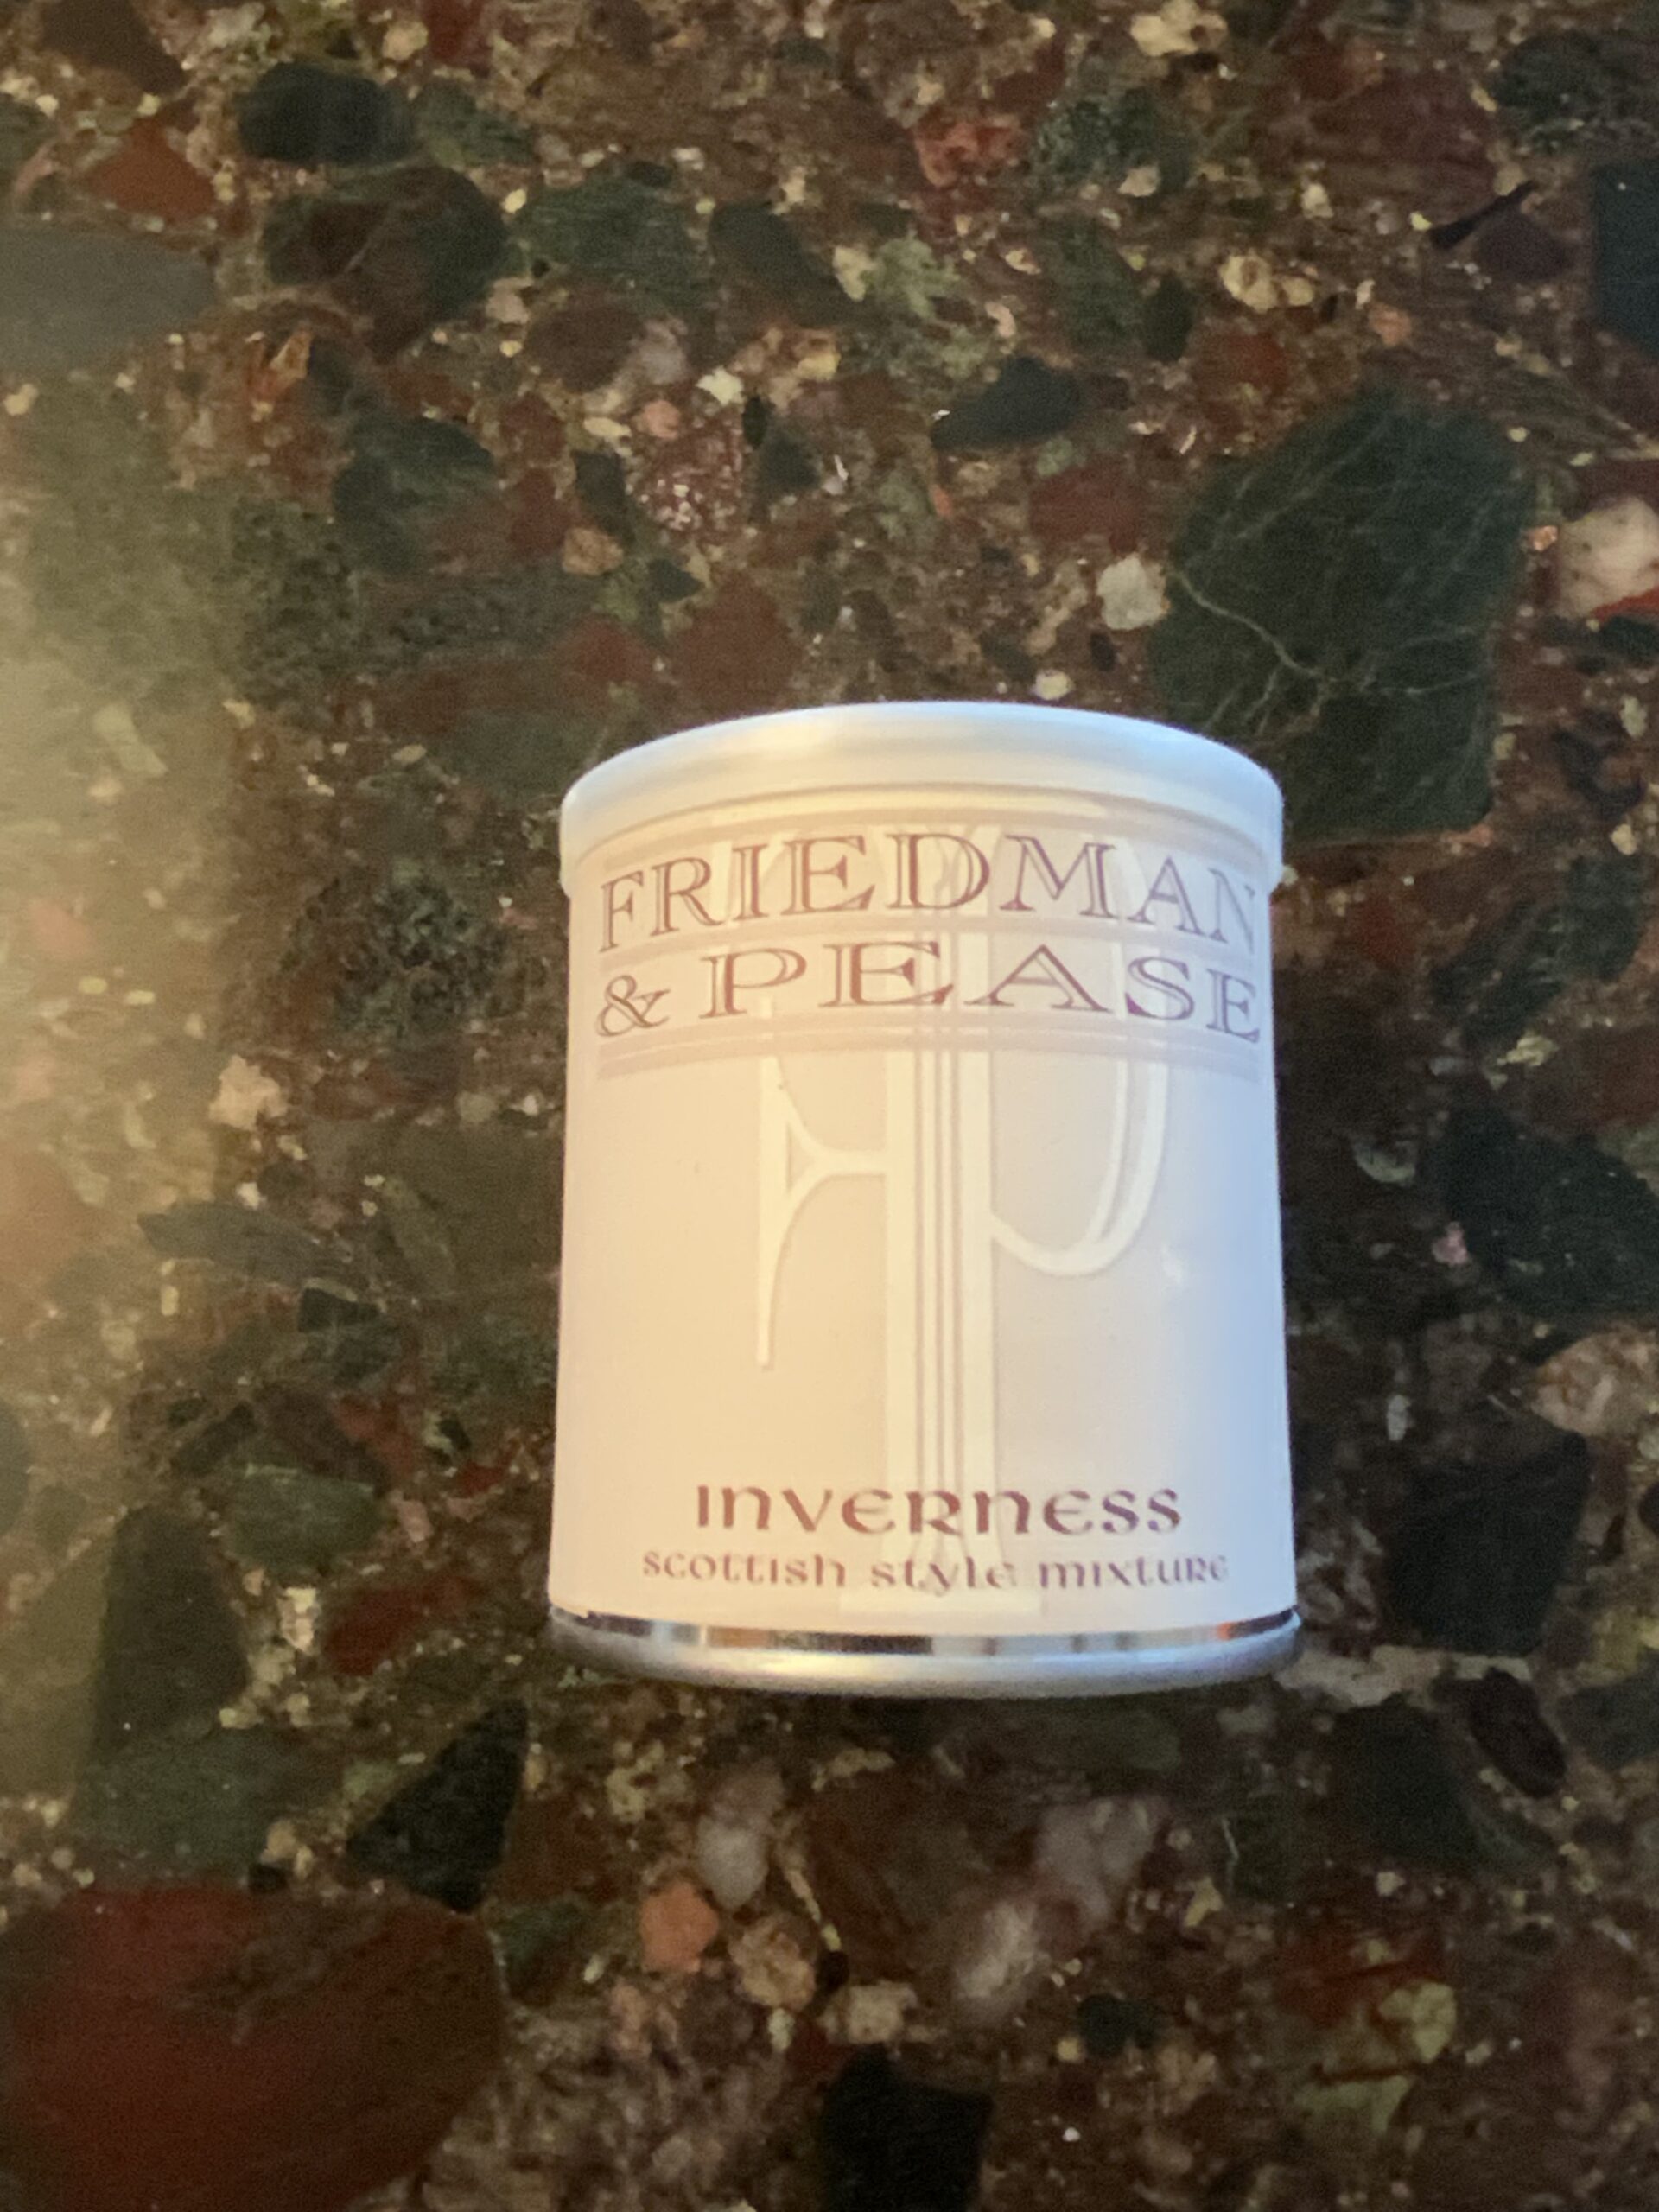 FRIEDMAN
& PEASE
INVERNESS
scottish style mixture